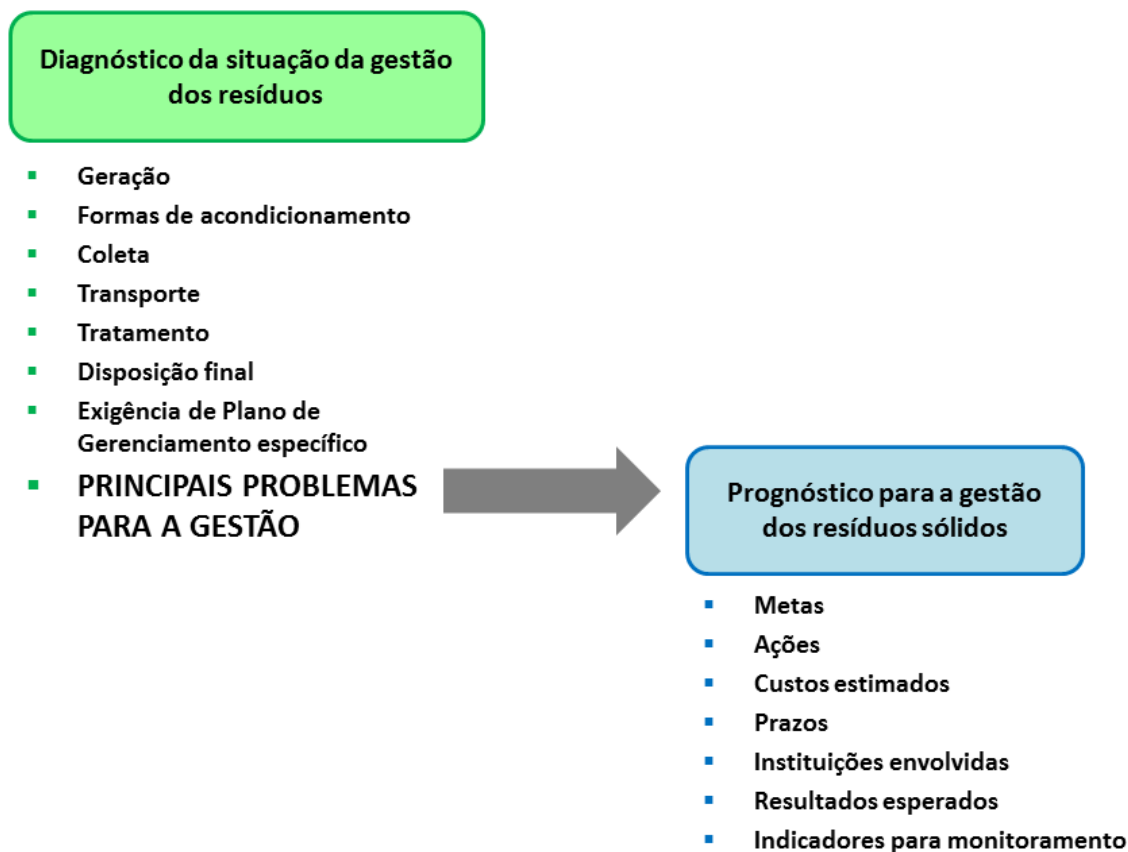 Diagnóstico da situação da gestão
dos resíduos
Geração
Formas de acondicionamento
Coleta
Transporte
Tratamento
Disposição final
Exigência de Plano de
Gerenciamento específico
PRINCIPAIS PROBLEMAS
PARA A GESTÃO
Prognóstico para a gestão
dos resíduos sólidos
Metas
Ações
Custos estimados
Prazos
Instituições envolvidas
Resultados esperados
Indicadores para monitoramento